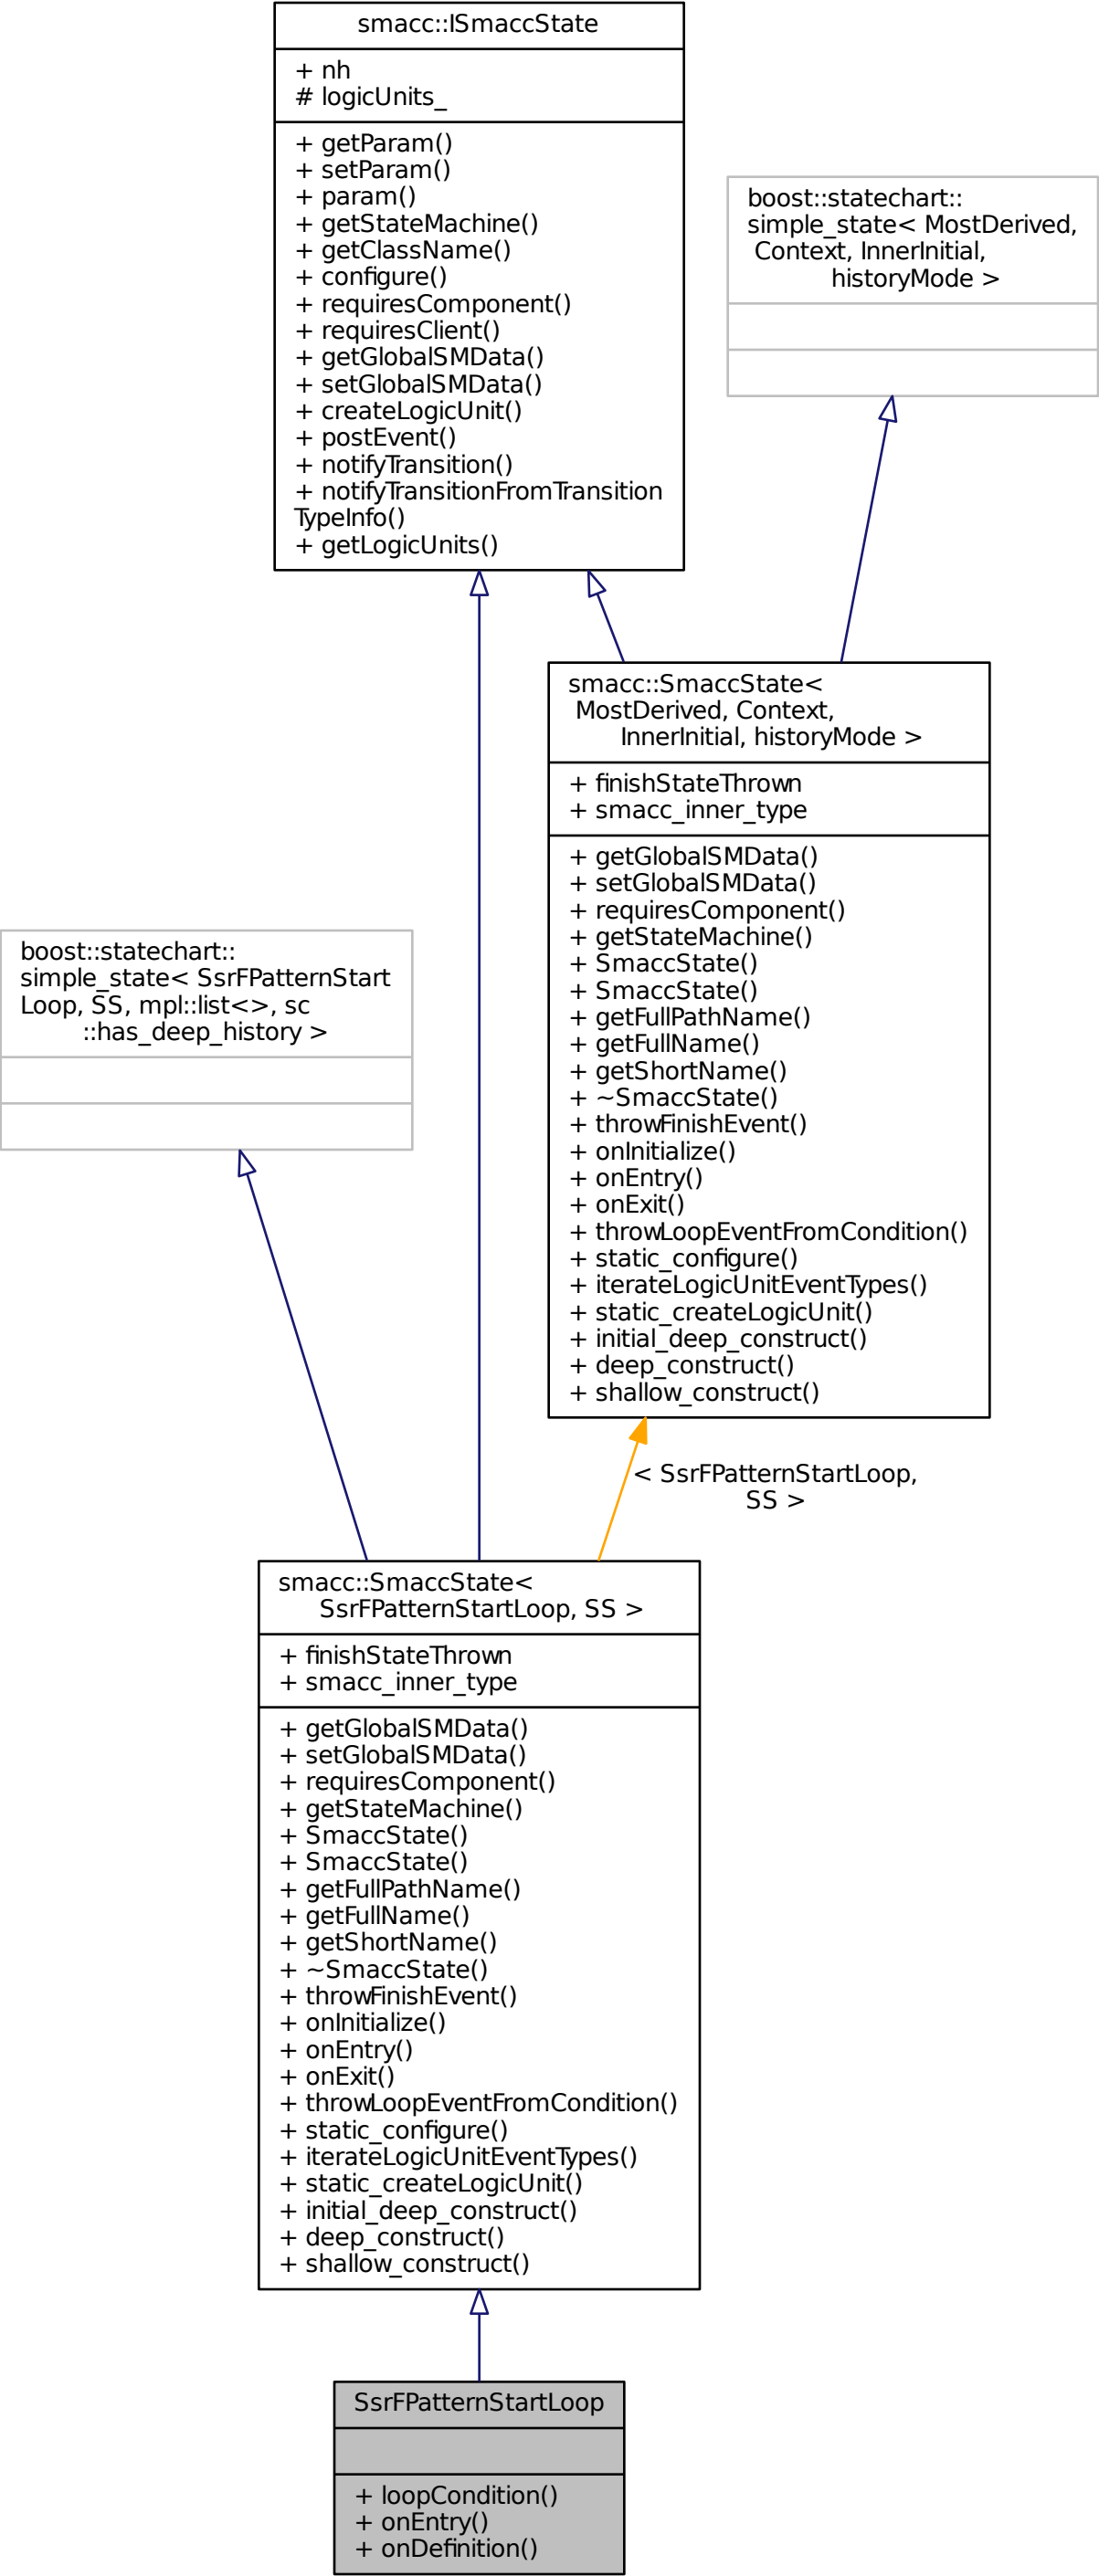 smacc::ISmaccState
+ nh
# logicUnits_
+ getParam()
+ setParam()
+ param()
+ getStateMachine()
+ getClassName()
+ configure()
+ requiresComponent()
+ requiresClient()
+ getGlobalSMData()
+ setGlobalSMData()
+ createLogicUnit()
+ postEvent()
+ notifyTransition()
+ notifyTransitionFromTransition
TypeInfo()
+ getLogicUnits()
boost::statechart::
simple_state< MostDerived,
Context, InnerInitial,
historyMode >
smacc::SmaccState<
MostDerived, Context,
InnerInitial, historyMode >
+ finishStateThrown
+ smacc_inner_type
+ getGlobalSMData()
+ setGlobalSMData()
+ requiresComponent()
+ getStateMachine()
+ SmaccState()
+ SmaccState()
+ getFullPathName()
+ getFullName()
+ getShortName()
+ ~SmaccState()
+ throwFinishEvent()
+ onInitialize()
+ onEntry()
+ onExit()
+ throwLoopEventFromCondition()
+ static_configure()
+ iterateLogicUnitEventTypes()
+ static_createLogicUnit()
+ initial_deep_construct()
+ deep_construct()
+ shallow_construct()
boost::statechart::
simple_state< SsrFPatternStart
Loop, SS, mpl::list<>, sc
::has_deep_history >
< SsrFPatternStartLoop,
SS >
smacc::SmaccState<
SsrFPatternStartLoop, SS >
+ finishStateThrown
+ smacc_inner_type
+ getGlobalSMData()
+ setGlobalSMData()
+ requiresComponent()
+ getStateMachine()
+ SmaccState()
+ SmaccState()
+ getFullPathName()
+ getFullName()
+ getShortName()
+ ~SmaccState()
+ throwFinishEvent()
+ onInitialize()
+ onEntry()
+ onExit()
+ throwLoopEventFromCondition()
+ static_configure()
+ iterateLogicUnitEventTypes()
+ static_createLogicUnit()
+ initial_deep_construct()
+ deep_construct()
+ shallow_construct()
SsrFPatternStartLoop
+ loopCondition()
+ onEntry()
+ onDefinition()